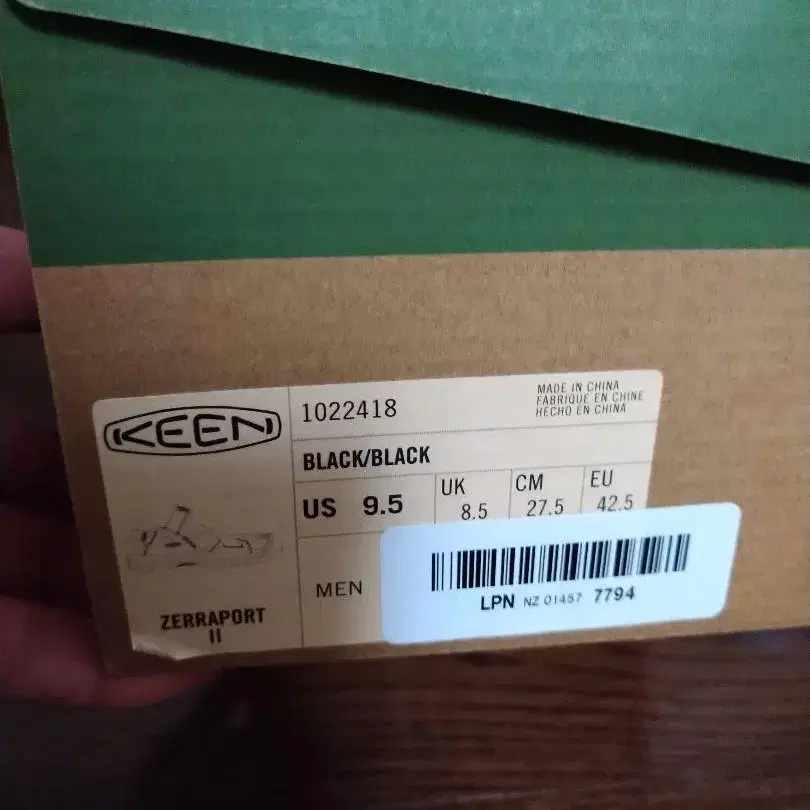 KEEN
1022418
MADE IN CHINA
FABRIQUE EN CHINE
HECHO EN CHINA
BLACK/BLACK
US 9.5
UK 8.5
CM 27.5
EU 42.5
MEN
ZERRAPORT
II
LPN NZ 01457 7794